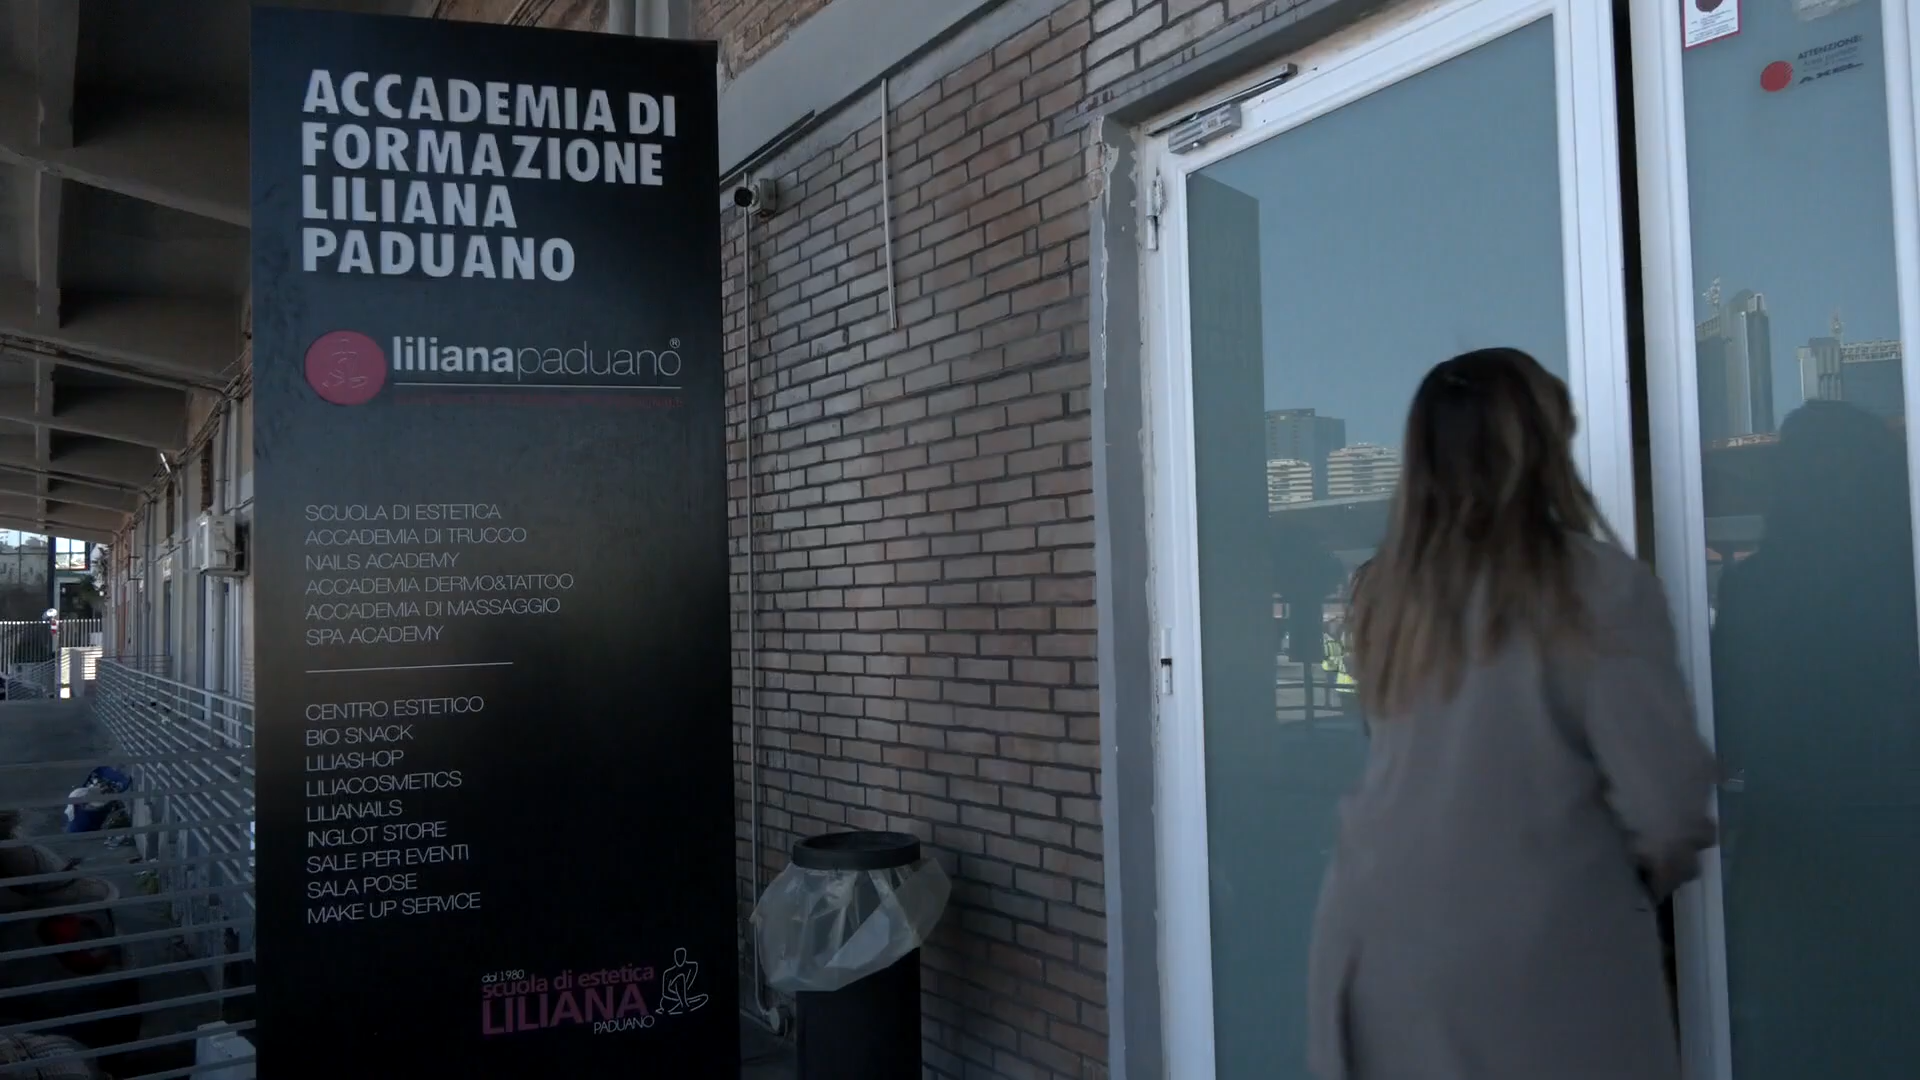 ACCADEMIA DI
FORMAZIONE
LILIANA
PADUANO
lilianapaduano®
SCUOLA DI ESTETICA
ACCADEMIA DI TRUCCO
NAILS ACADEMY
ACCADEMIA DERMO&TATTOO
ACCADEMIA DI MASSAGGIO
SPA ACADEMY
CENTRO ESTETICO
BIO SNACK
LILIASHOP
LILIACOSMETICS
LILIANAILS
INGLOT STORE
SALE PER EVENTI
SALA POSE
MAKE UP SERVICE
dal 1980
scuola di estetica
LILIANA
PADUANO
ATTENZIONE
AXEL